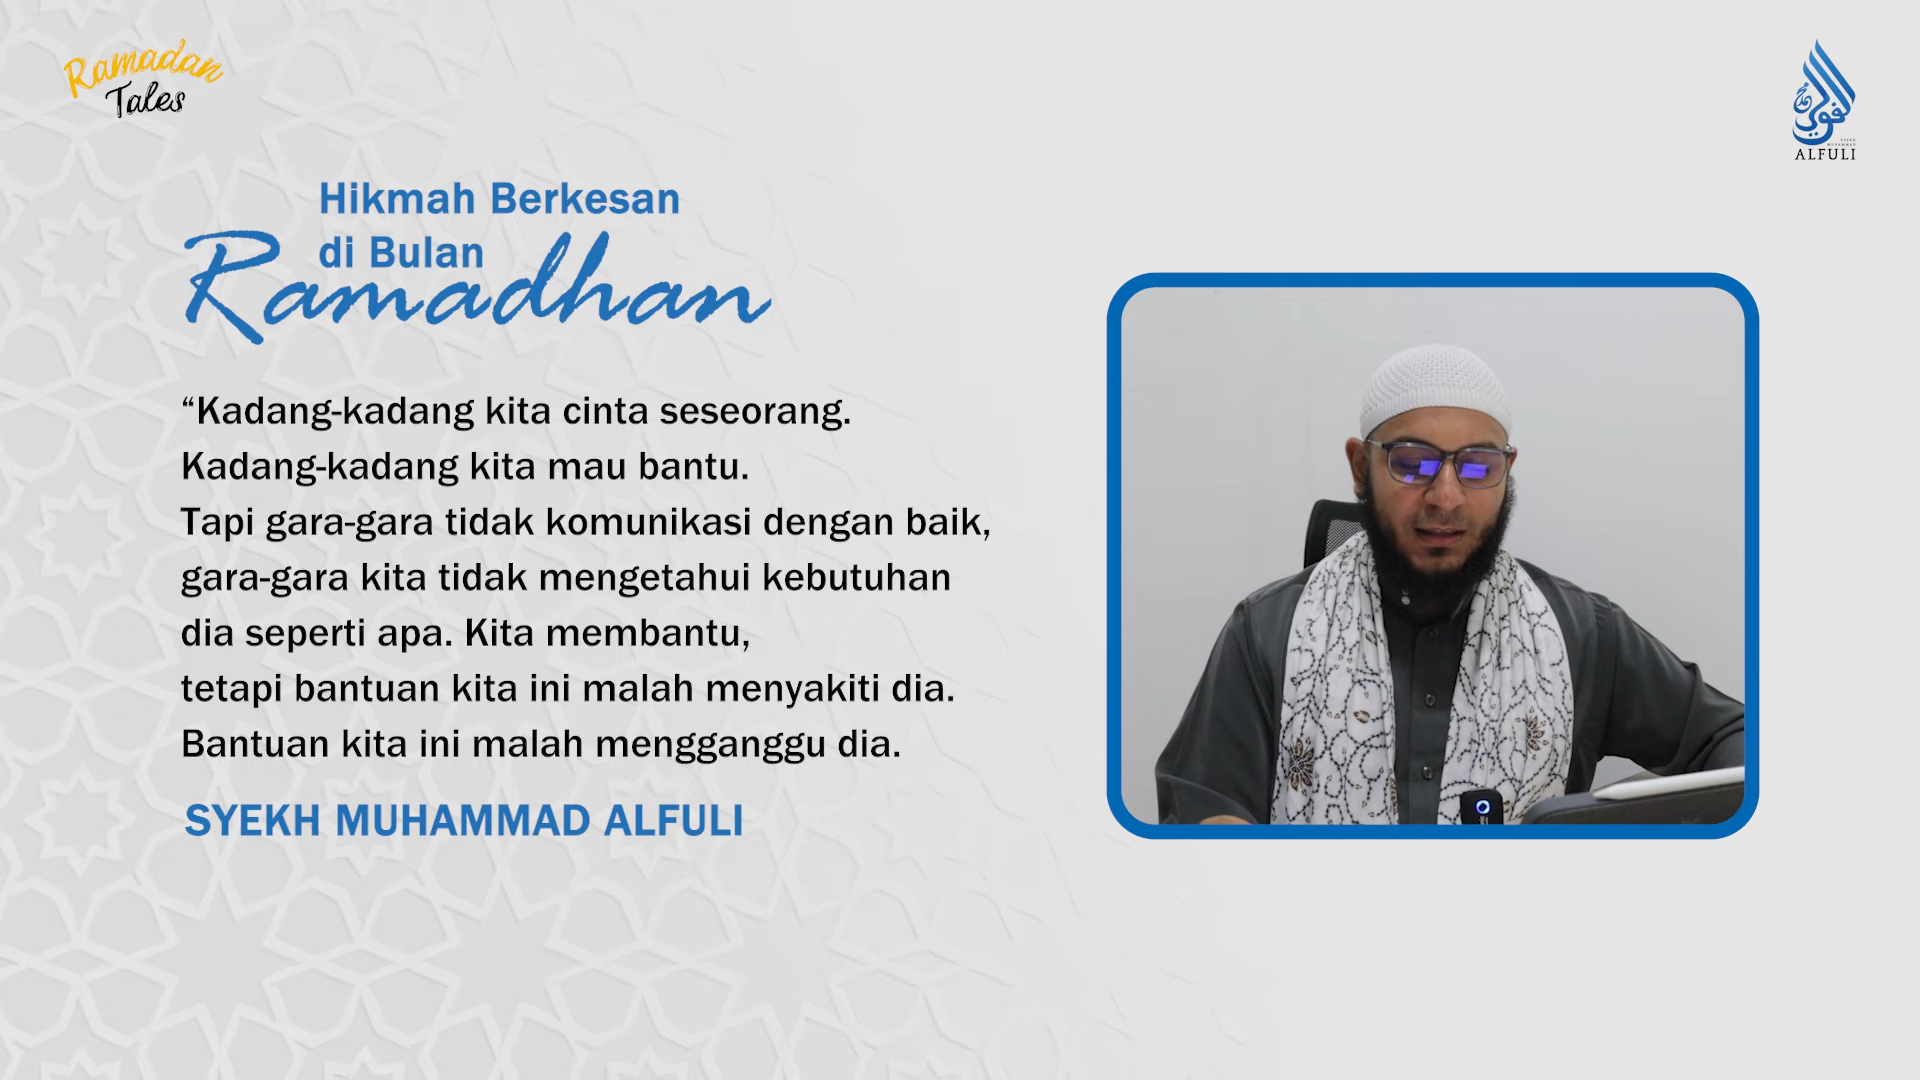 Ramadan
Tales
ALFULI
Hikmah Berkesan
di Bulan
Ramadhan
“Kadang-kadang kita cinta seseorang.
Kadang-kadang kita mau bantu.
Tapi gara-gara tidak komunikasi dengan baik,
gara-gara kita tidak mengetahui kebutuhan
dia seperti apa. Kita membantu,
tetapi bantuan kita ini malah menyakiti dia.
Bantuan kita ini malah mengganggu dia.
SYEKH MUHAMMAD ALFULI